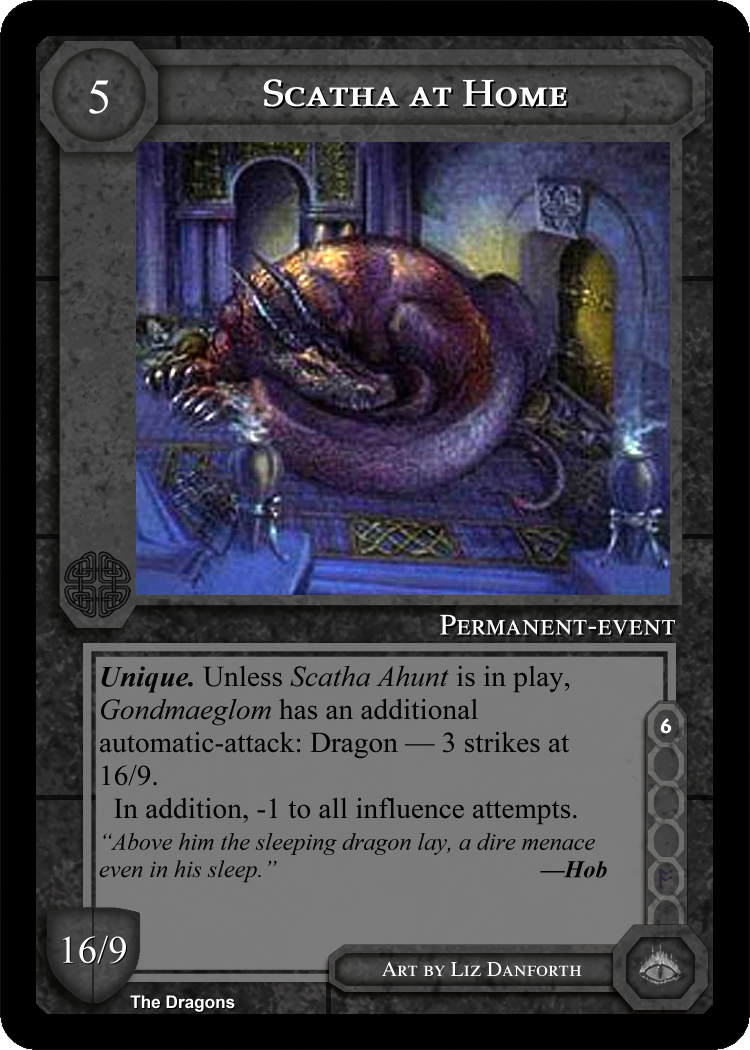 5
Scatha at Home
Permanent-event
Unique. Unless Scatha Ahunt is in play,
Gondmaeglom has an additional
automatic-attack: Dragon — 3 strikes at
16/9.
In addition, -1 to all influence attempts.
“Above him the sleeping dragon lay, a dire menace
even in his sleep.” —Hob
6
16/9
Art by Liz Danforth
The Dragons